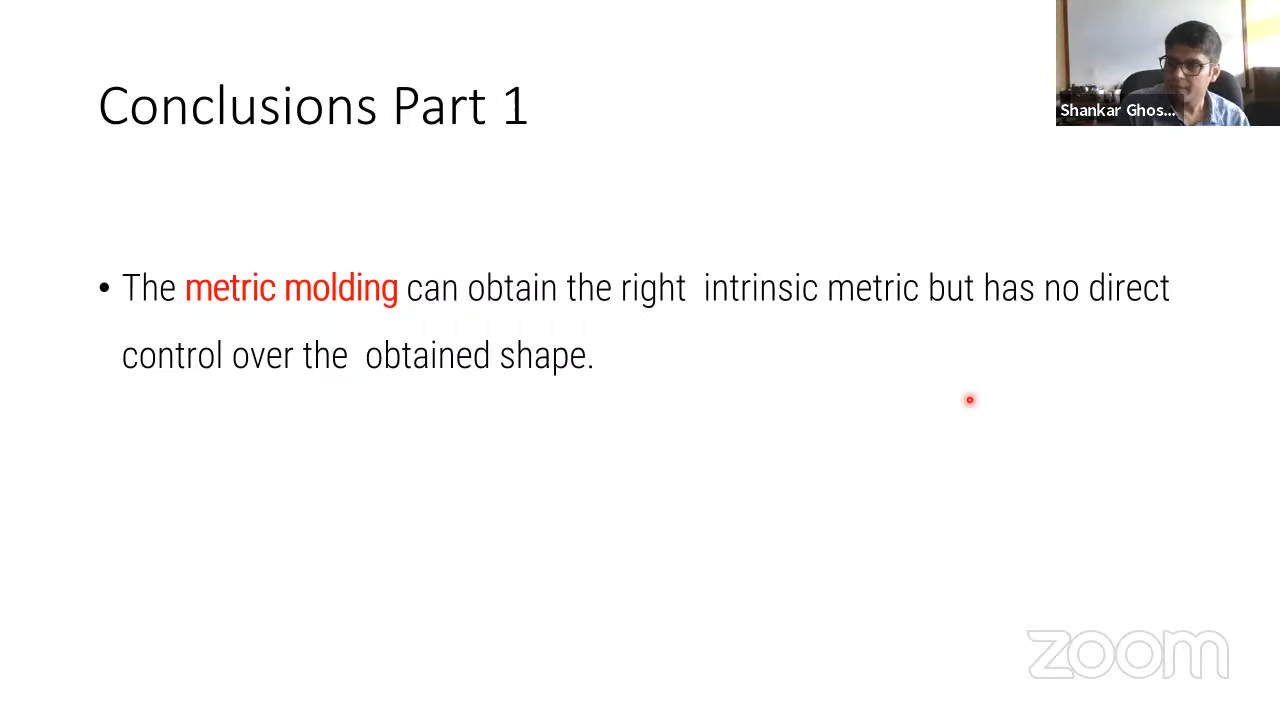 Conclusions Part 1
Shankar Ghos...
• The metric molding can obtain the right intrinsic metric but has no direct
control over the obtained shape.
zoom